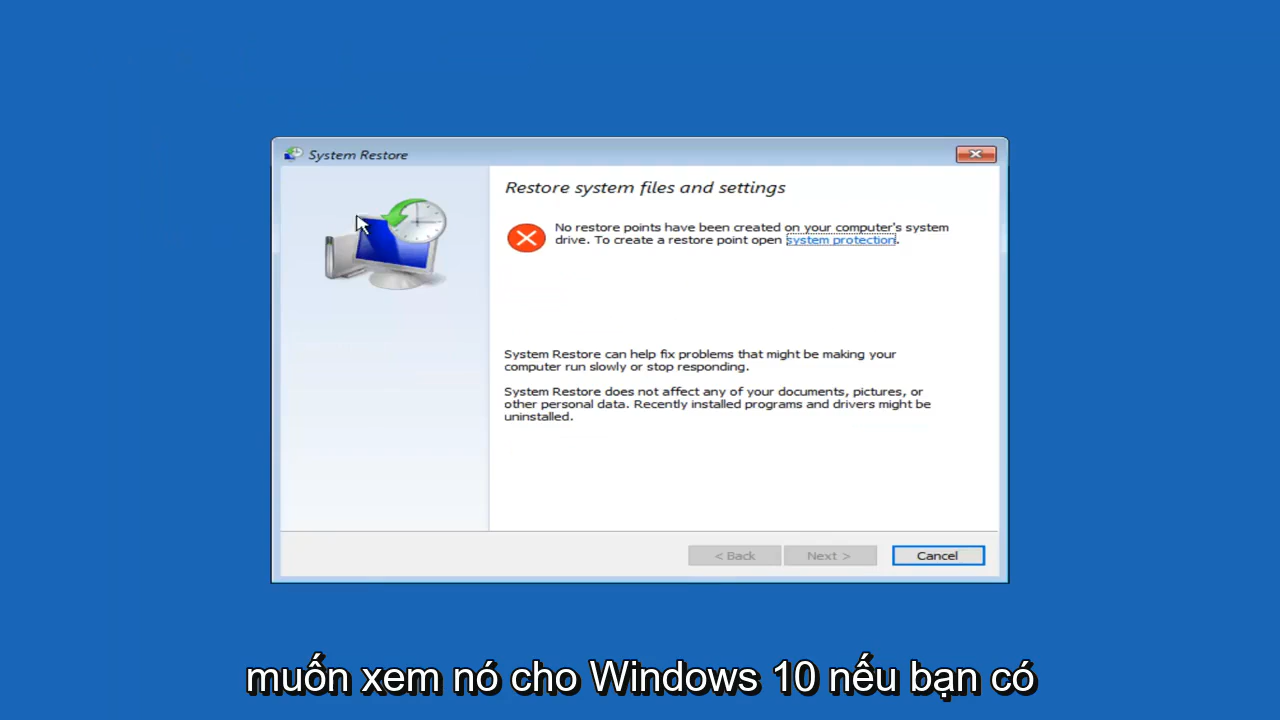 System Restore
Restore system files and settings
No restore points have been created on your computer's system
drive. To create a restore point open system protection.
System Restore can help fix problems that might be making your
computer run slowly or stop responding.
System Restore does not affect any of your documents, pictures, or
other personal data. Recently installed programs and drivers might be
uninstalled.
< Back Next > Cancel
muốn xem nó cho Windows 10 nếu bạn có